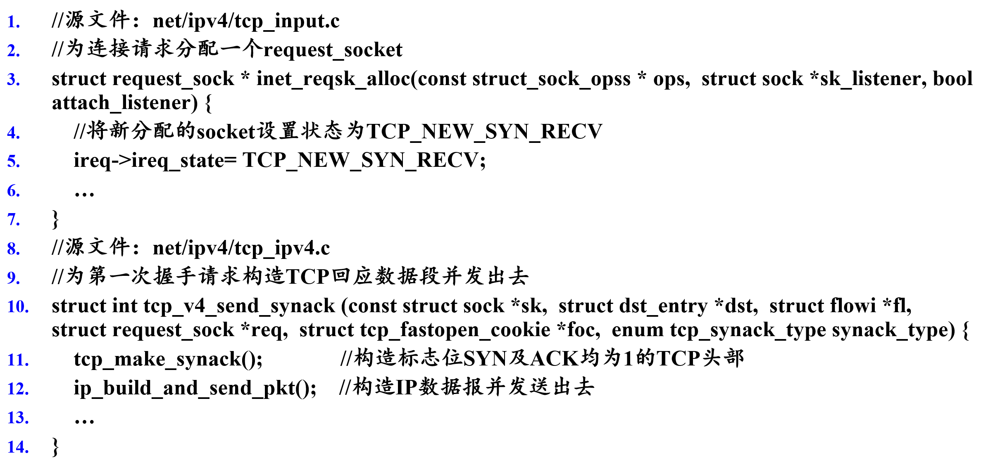 1. //源文件：net/ipv4/tcp_input.c
2. //为连接请求分配一个request_socket
3. struct request_sock * inet_reqsk_alloc(const struct_sock_opss * ops, struct sock *sk_listener, bool
attach_listener) {
4. //将新分配的socket设置状态为TCP_NEW_SYN_RECV
5. ireq->ireq_state= TCP_NEW_SYN_RECV;
6. …
7. }
8. //源文件：net/ipv4/tcp_ipv4.c
9. //为第一次握手请求构造TCP回应数据段并发出去
10. struct int tcp_v4_send_synack (const struct sock *sk, struct dst_entry *dst, struct flowi *fl,
struct request_sock *req, struct tcp_fastopen_cookie *foc, enum tcp_synack_type synack_type) {
11. tcp_make_synack(); //构造标志位SYN及ACK均为1的TCP头部
12. ip_build_and_send_pkt(); //构造IP数据报并发送出去
13. …
14. }